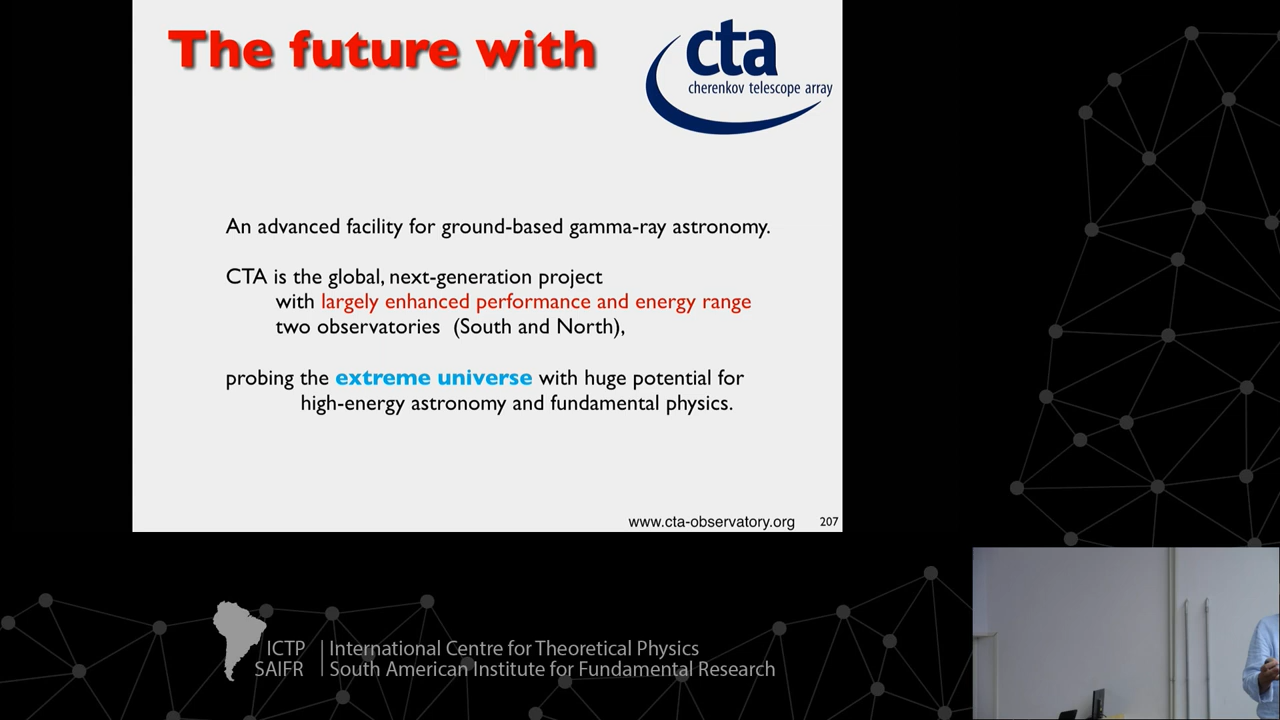 The future with
cta
cherenkov telescope array
An advanced facility for ground-based gamma-ray astronomy.
CTA is the global, next-generation project
with largely enhanced performance and energy range
two observatories (South and North),
probing the extreme universe with huge potential for
high-energy astronomy and fundamental physics.
www.cta-observatory.org 207
ICTP | International Centre for Theoretical Physics
SAIFR | South American Institute for Fundamental Research